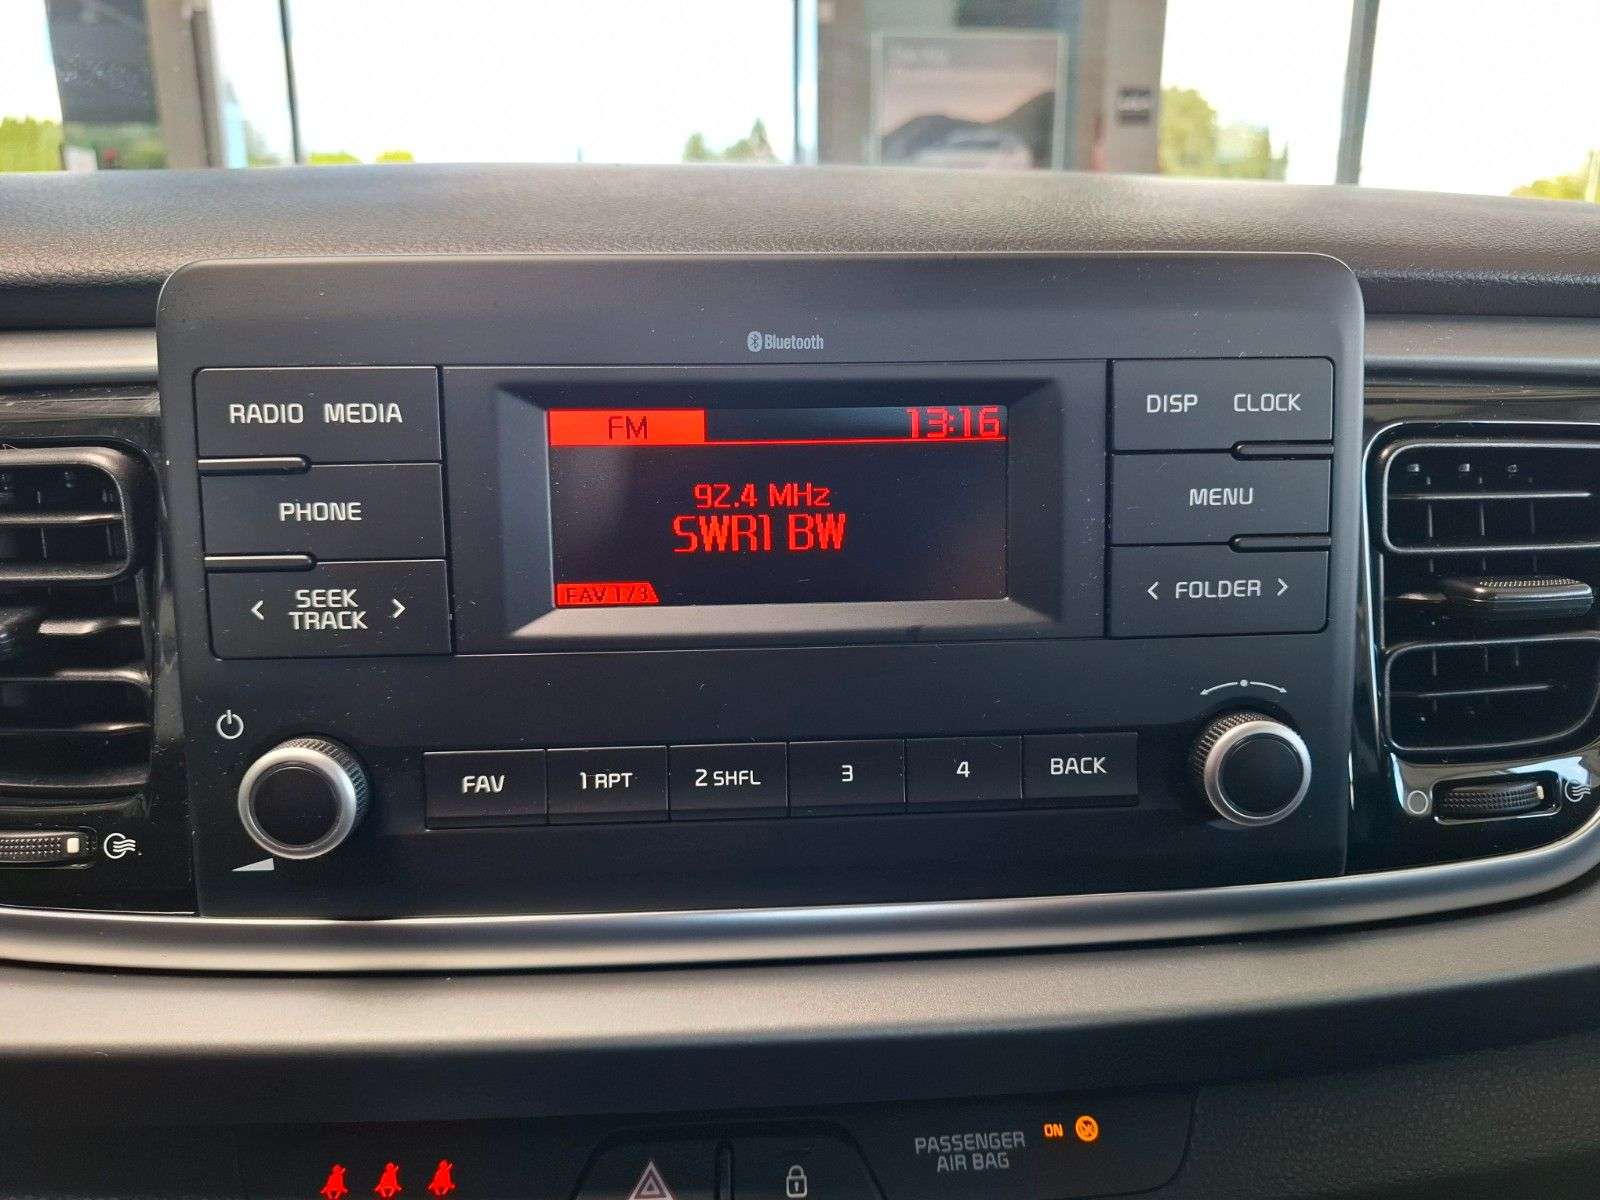 Bluetooth
RADIO MEDIA
PHONE
< SEEK TRACK >
FM 13:16
92.4 MHz
SWR1 BW
FAV 1/3
DISP CLOCK
MENU
< FOLDER >
FAV 1 RPT 2 SHFL 3 4 BACK
PASSENGER AIR BAG ON